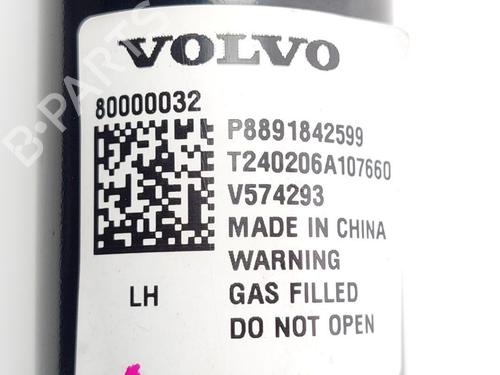 VOLVO
80000032
P8891842599
T240206A107660
V574293
MADE IN CHINA
WARNING
LH
GAS FILLED
DO NOT OPEN
B-PARTS